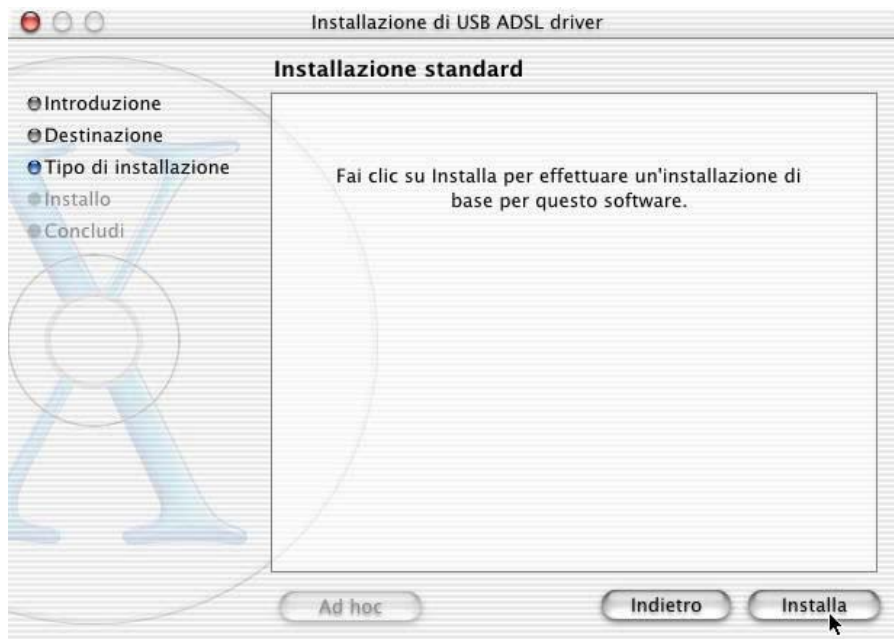 Installazione di USB ADSL driver
Installazione standard
Introduzione
Destinazione
Tipo di installazione
Installo
Concludi
Fai clic su Installa per effettuare un'installazione di
base per questo software.
Ad hoc
Indietro
Installa